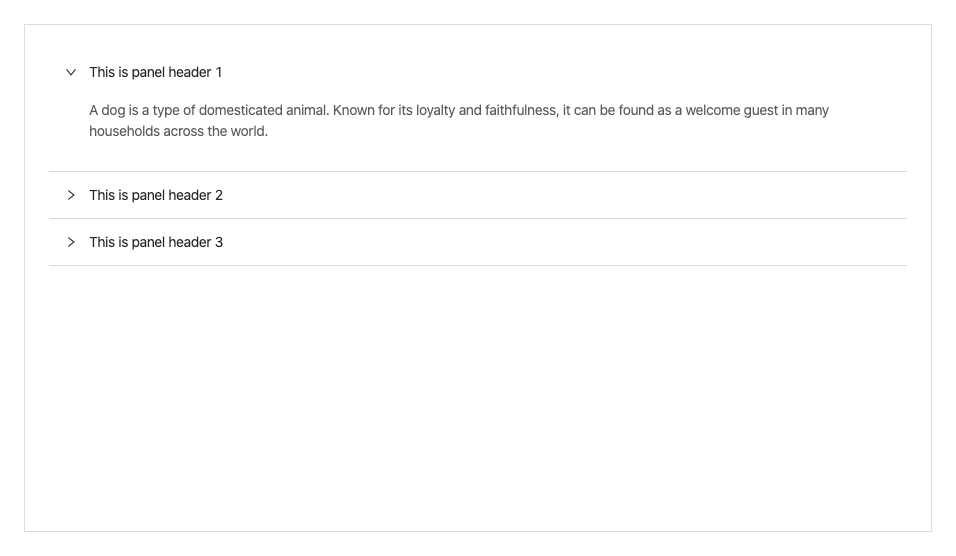 This is panel header 1
A dog is a type of domesticated animal. Known for its loyalty and faithfulness, it can be found as a welcome guest in many
households across the world.
This is panel header 2
This is panel header 3